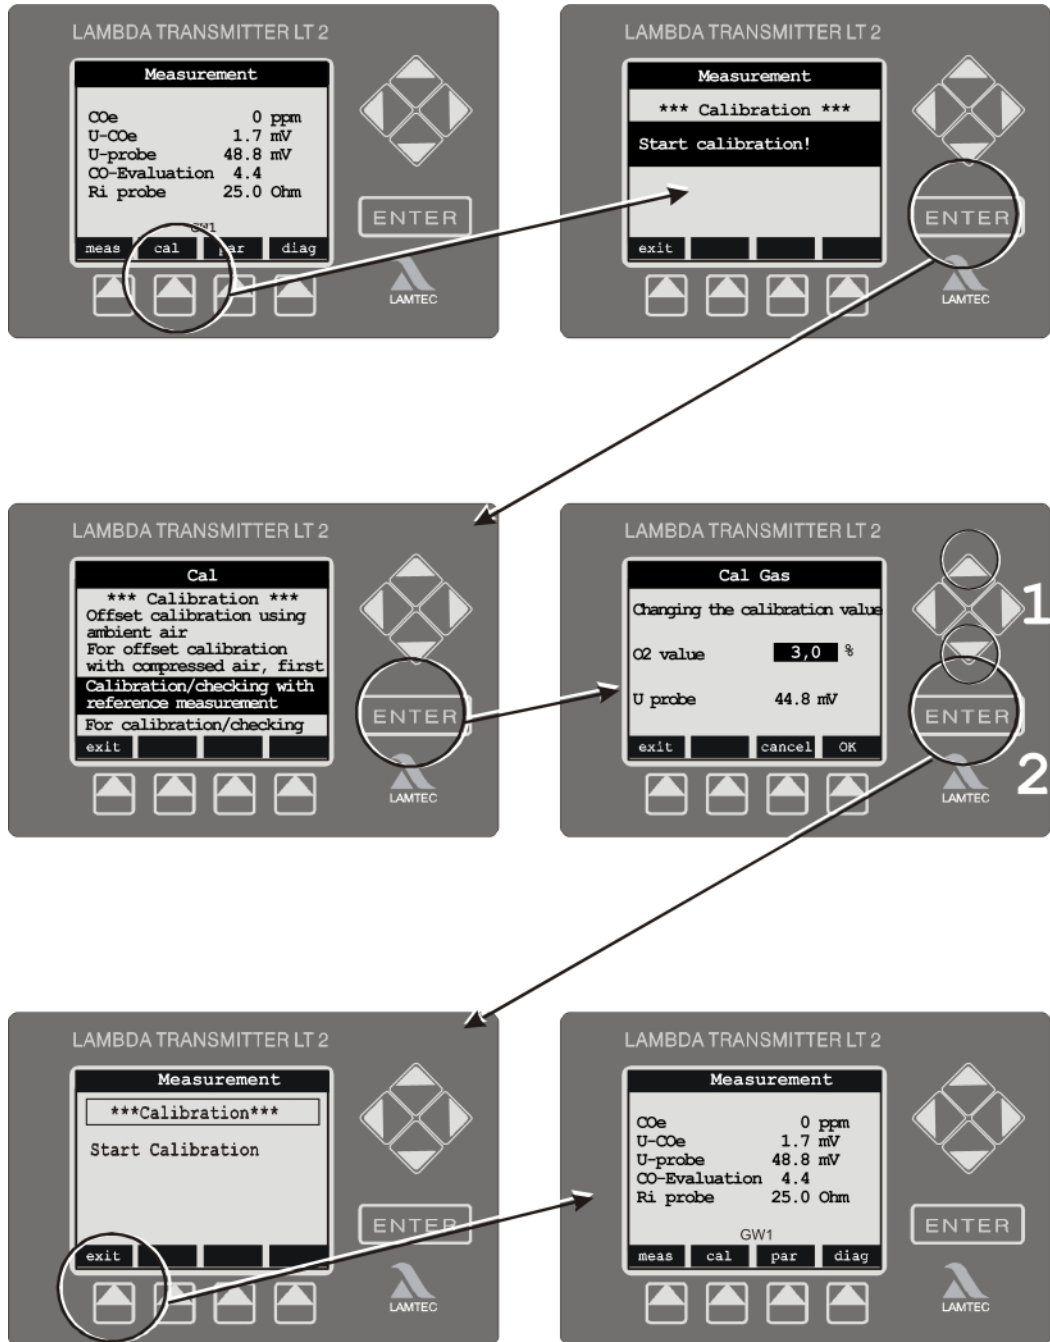 LAMBDA TRANSMITTER LT 2
Measurement
COe 0 ppm
U-COe 1.7 mV
U-probe 48.8 mV
CO-Evaluation 4.4
Ri probe 25.0 Ohm
GW1
meas cal par diag
ENTER
LAMTEC
LAMBDA TRANSMITTER LT 2
Measurement
*** Calibration ***
Start calibration!
exit
ENTER
LAMTEC
LAMBDA TRANSMITTER LT 2
Cal
*** Calibration ***
Offset calibration using
ambient air
For offset calibration
with compressed air, first
Calibration/checking with
reference measurement
For calibration/checking
exit
ENTER
LAMTEC
LAMBDA TRANSMITTER LT 2
Cal Gas
Changing the calibration value
O2 value 3,0 %
U probe 44.8 mV
exit cancel OK
1
ENTER
2
LAMTEC
LAMBDA TRANSMITTER LT 2
Measurement
***Calibration***
Start Calibration
exit
ENTER
LAMTEC
LAMBDA TRANSMITTER LT 2
Measurement
COe 0 ppm
U-COe 1.7 mV
U-probe 48.8 mV
CO-Evaluation 4.4
Ri probe 25.0 Ohm
GW1
meas cal par diag
ENTER
LAMTEC